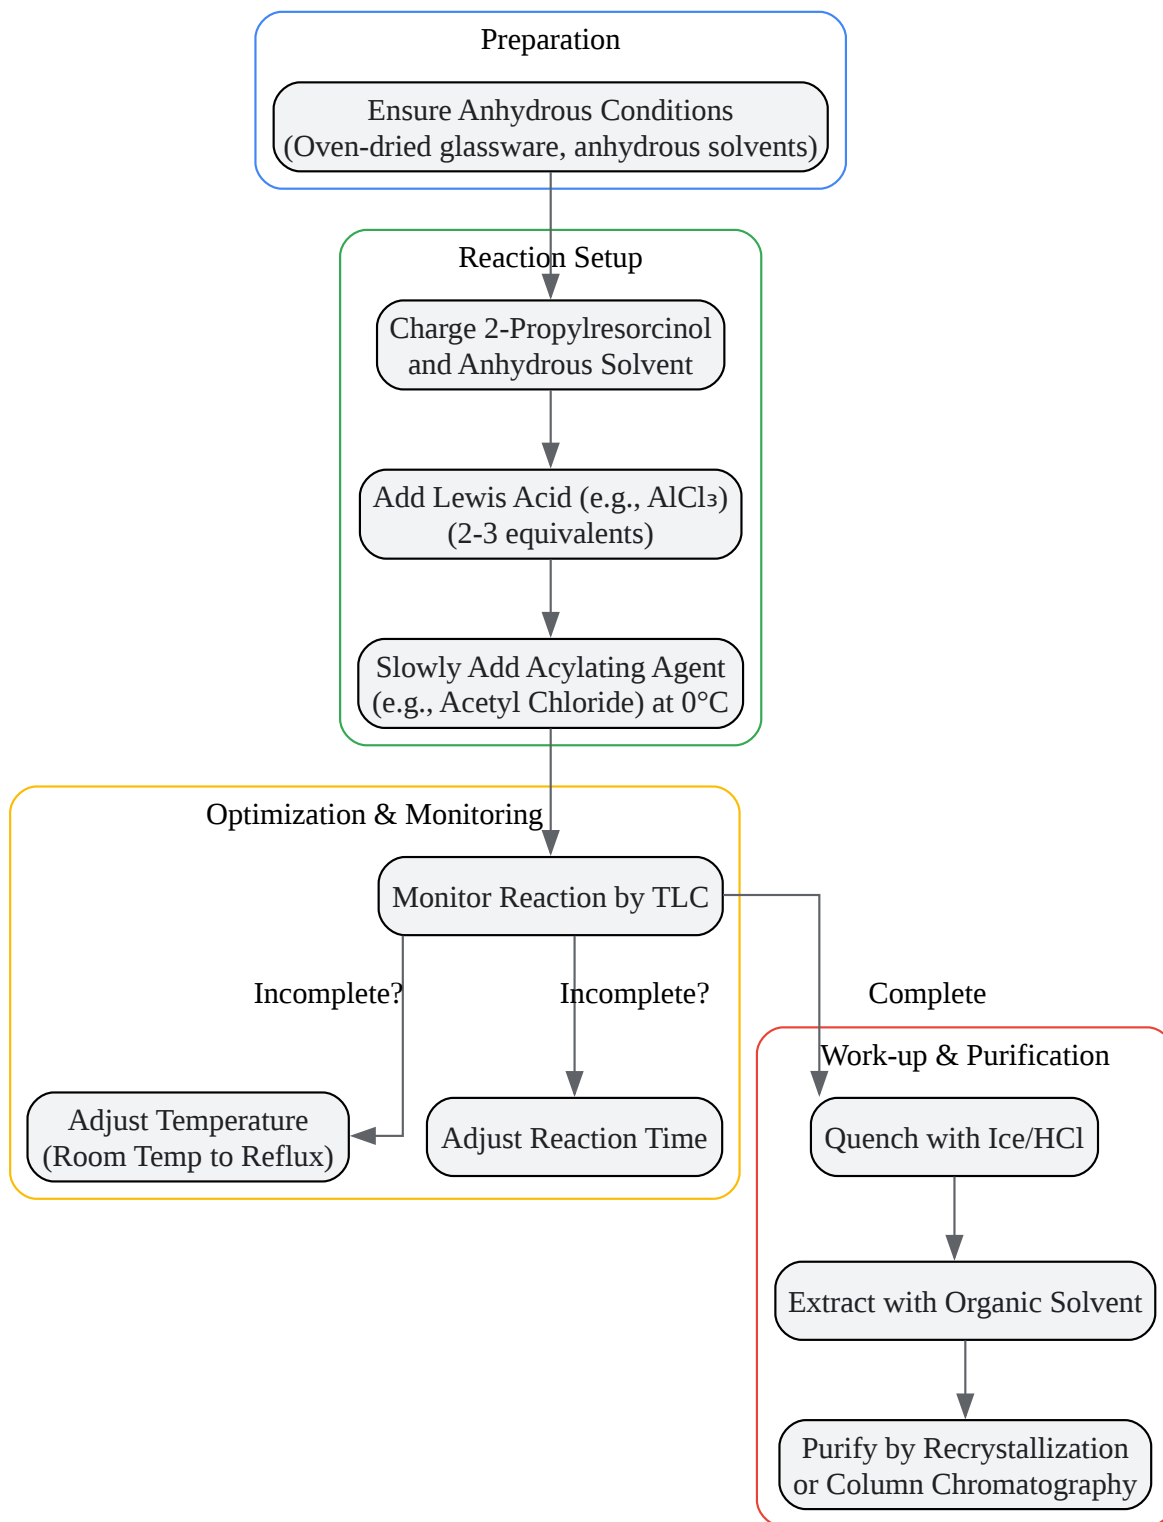 Preparation
Ensure Anhydrous Conditions
(Oven-dried glassware, anhydrous solvents)
Reaction Setup
Charge 2-Propylresorcinol
and Anhydrous Solvent
Add Lewis Acid (e.g., AlCl₃)
(2-3 equivalents)
Slowly Add Acylating Agent
(e.g., Acetyl Chloride) at 0°C
Optimization & Monitoring
Monitor Reaction by TLC
Incomplete?
Incomplete?
Complete
Adjust Temperature
(Room Temp to Reflux)
Adjust Reaction Time
Work-up & Purification
Quench with Ice/HCl
Extract with Organic Solvent
Purify by Recrystallization
or Column Chromatography